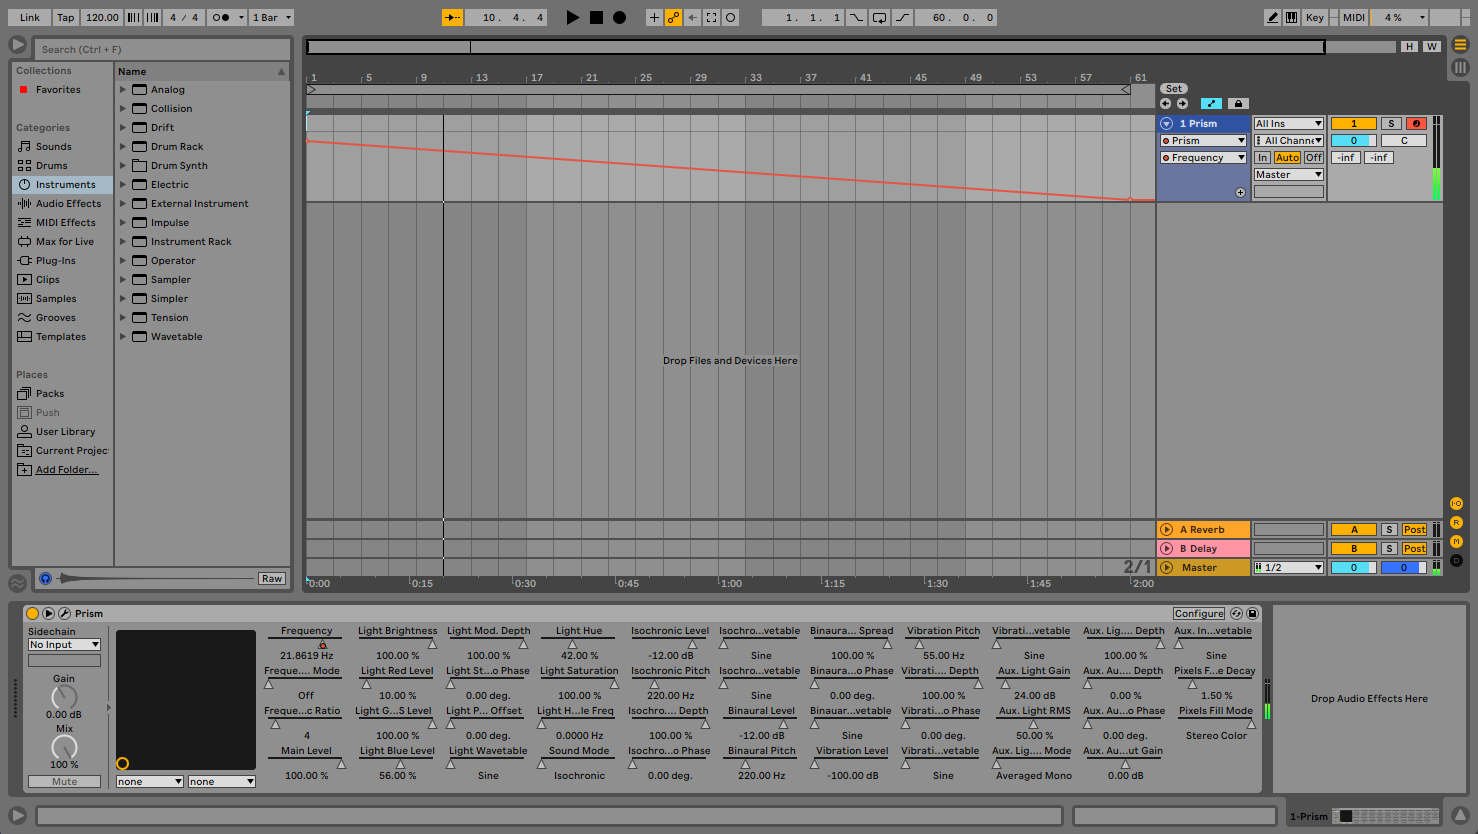 Link Tap 120.00 4 / 4 1 Bar 10. 4. 4 1. 1. 1 60. 0. 0 Key MIDI 4 %
Search (Ctrl + F)
H W
Collections
Favorites
Categories
Sounds
Drums
Instruments
Audio Effects
MIDI Effects
Max for Live
Plug-Ins
Clips
Samples
Grooves
Templates
Places
Packs
Push
User Library
Current Projec
Add Folder...
Name
Analog
Collision
Drift
Drum Rack
Drum Synth
Electric
External Instrument
Impulse
Instrument Rack
Operator
Sampler
Simpler
Tension
Wavetable
Raw
1 5 9 13 17 21 25 29 33 37 41 45 49 53 57 61
Set
1 Prism All Ins 1 S
Prism All Channe 0 C
Frequency In Auto Off -inf -inf
Master
Drop Files and Devices Here
A Reverb A S Post
B Delay B S Post
2/1 Master 1/2 0 0
0:00 0:15 0:30 0:45 1:00 1:15 1:30 1:45 2:00
I·O
R
M
D
Prism Configure
Sidechain
No Input
Gain
0.00 dB
Mix
100 %
Mute
none none
Frequency Light Brightness Light Mod. Depth Light Hue Isochronic Level Isochro...vetable Binaura... Spread Vibration Pitch Vibrati...vetable Aux. Lig.... Depth Aux. In...vetable
21.8619 Hz 100.00 % 100.00 % 42.00 % -12.00 dB Sine 100.00 % 55.00 Hz Sine 100.00 % Sine
Freque.... Mode Light Red Level Light St...o Phase Light Saturation Isochronic Pitch Isochro...vetable Binaura...o Phase Vibrati.... Depth Aux. Light Gain Aux. Au.... Depth Pixels F...e Decay
Off 10.00 % 0.00 deg. 100.00 % 220.00 Hz Sine 0.00 deg. 100.00 % 24.00 dB 0.00 % 1.50 %
Freque...c Ratio Light G...S Level Light P... Offset Light H...le Freq Isochro.... Depth Binaural Level Binauar...vetable Vibrati...o Phase Aux. Light RMS Aux. Au...o Phase Pixels Fill Mode
4 100.00 % 0.00 deg. 0.0000 Hz 100.00 % -12.00 dB Sine 0.00 deg. 50.00 % 0.00 deg. Stereo Color
Main Level Light Blue Level Light Wavetable Sound Mode Isochro...o Phase Binaural Pitch Vibration Level Vibrati...vetable Aux. Lig.... Mode Aux. Au...ut Gain
100.00 % 56.00 % Sine Isochronic 0.00 deg. 220.00 Hz -100.00 dB Sine Averaged Mono 0.00 dB
Drop Audio Effects Here
1-Prism